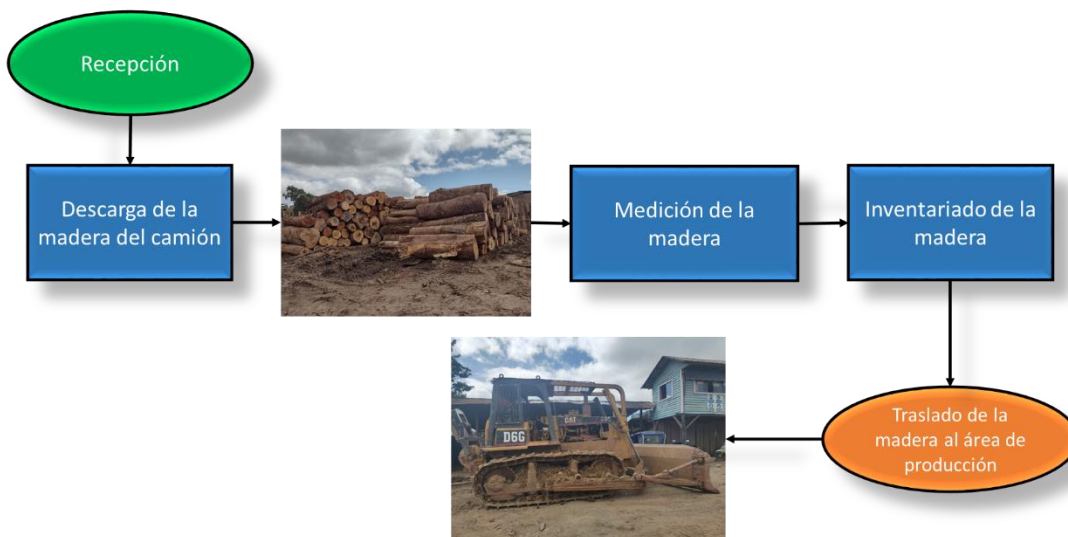 Recepción
Descarga de la
madera del camión
Medición de la
madera
Inventariado de la
madera
Traslado de la
madera al área de
producción
D6G